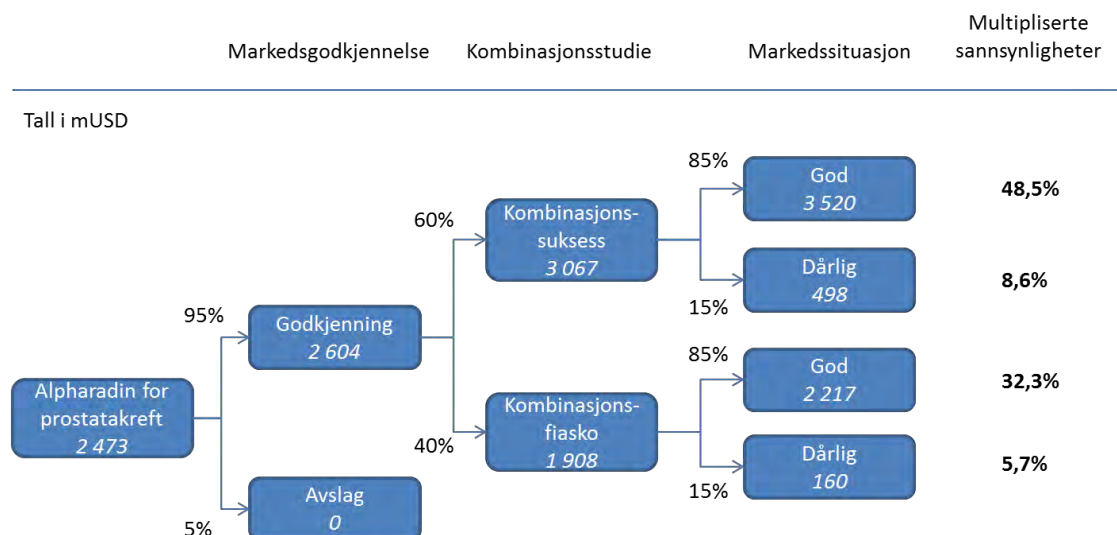 Markedsgodkjennelse
Kombinasjonsstudie
Markedssituasjon
Multipliserte
sannsynligheter
Tall i mUSD
85%
God
3 520
48,5%
60%
Kombinasjons-
suksess
3 067
Dårlig
498
8,6%
15%
95%
Godkjenning
2 604
85%
God
2 217
32,3%
Alpharadin for
prostatakreft
2 473
40%
Kombinasjons-
fiasko
1 908
Dårlig
160
5,7%
15%
Avslag
0
5%